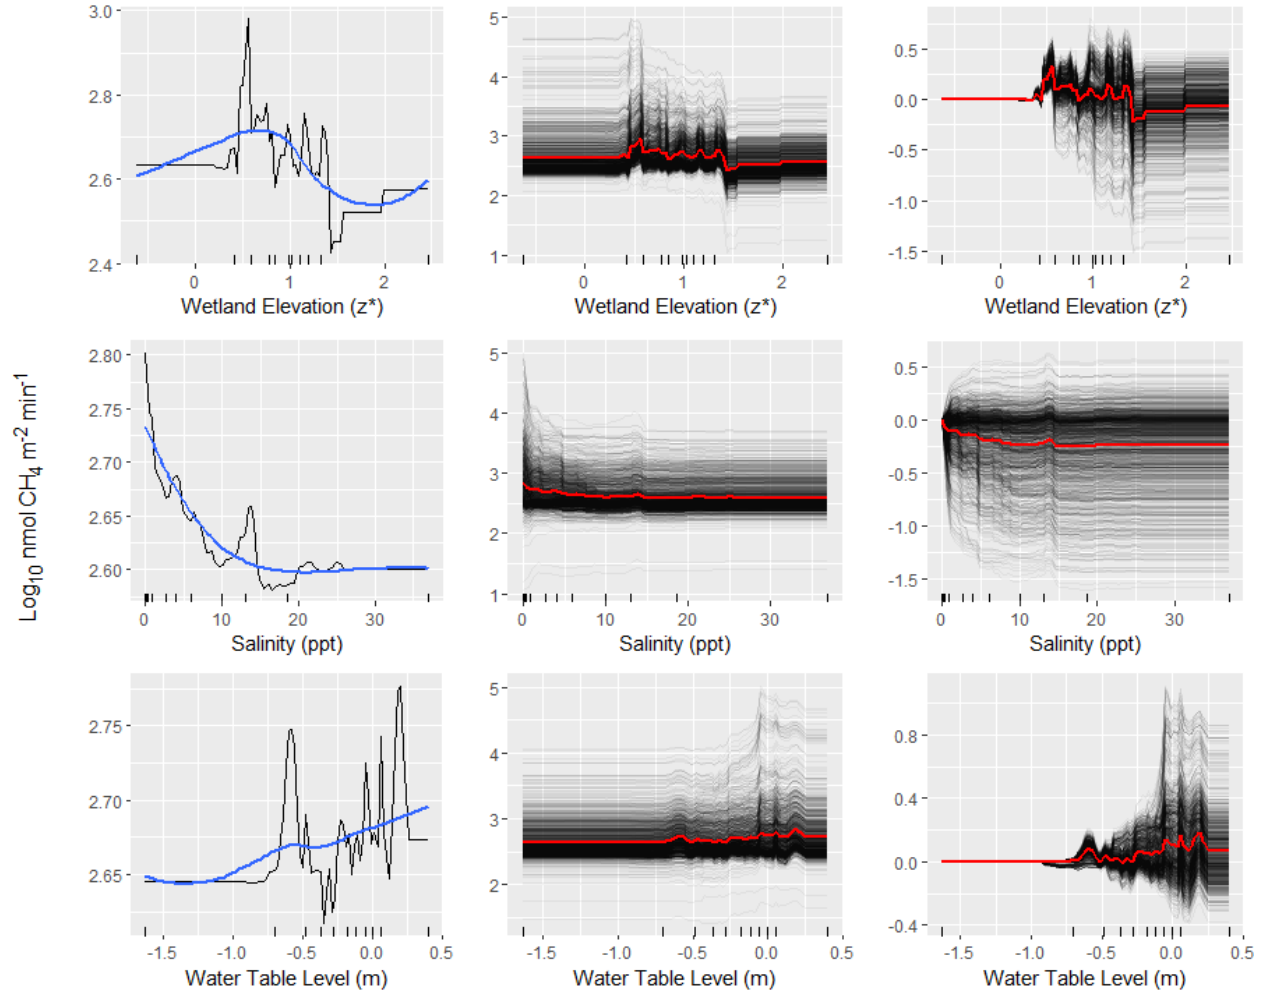 3.0
2.8
2.6
2.4
0 1 2
Wetland Elevation (z*)
5
4
3
2
1
0 1 2
Wetland Elevation (z*)
0.5
0.0
-0.5
-1.0
-1.5
0 1 2
Wetland Elevation (z*)
Log10 nmol CH4 m-2 min-1
2.80
2.75
2.70
2.65
2.60
0 10 20 30
Salinity (ppt)
5
4
3
2
1
0 10 20 30
Salinity (ppt)
0.5
0.0
-0.5
-1.0
-1.5
0 10 20 30
Salinity (ppt)
2.75
2.70
2.65
-1.5 -1.0 -0.5 0.0 0.5
Water Table Level (m)
5
4
3
2
-1.5 -1.0 -0.5 0.0 0.5
Water Table Level (m)
0.8
0.4
0.0
-0.4
-1.5 -1.0 -0.5 0.0 0.5
Water Table Level (m)